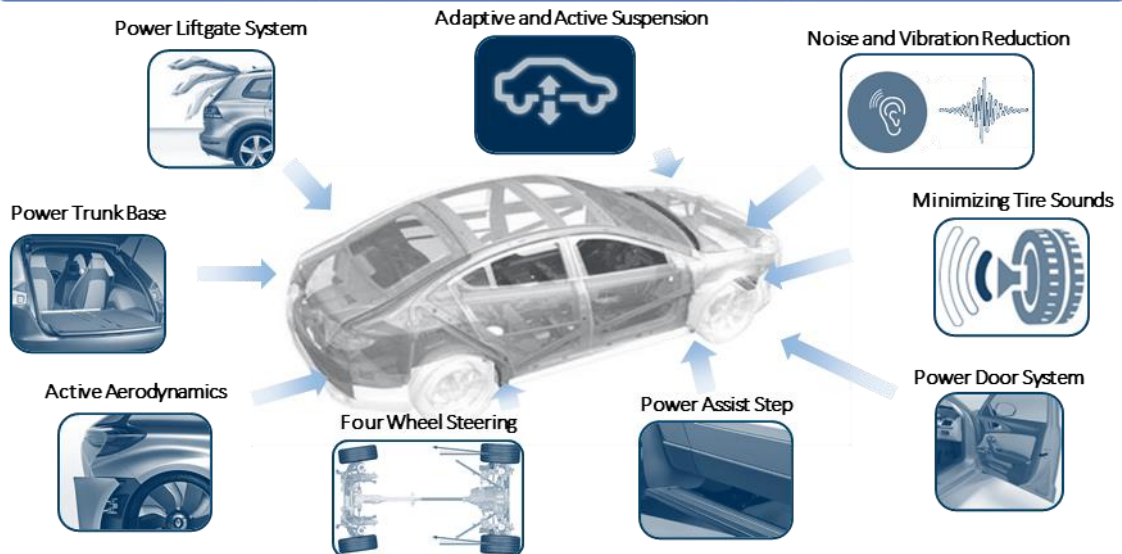 Adaptive and Active Suspension
Power Liftgate System
Noise and Vibration Reduction
Power Trunk Base
Minimizing Tire Sounds
Active Aerodynamics
Four Wheel Steering
Power Assist Step
Power Door System